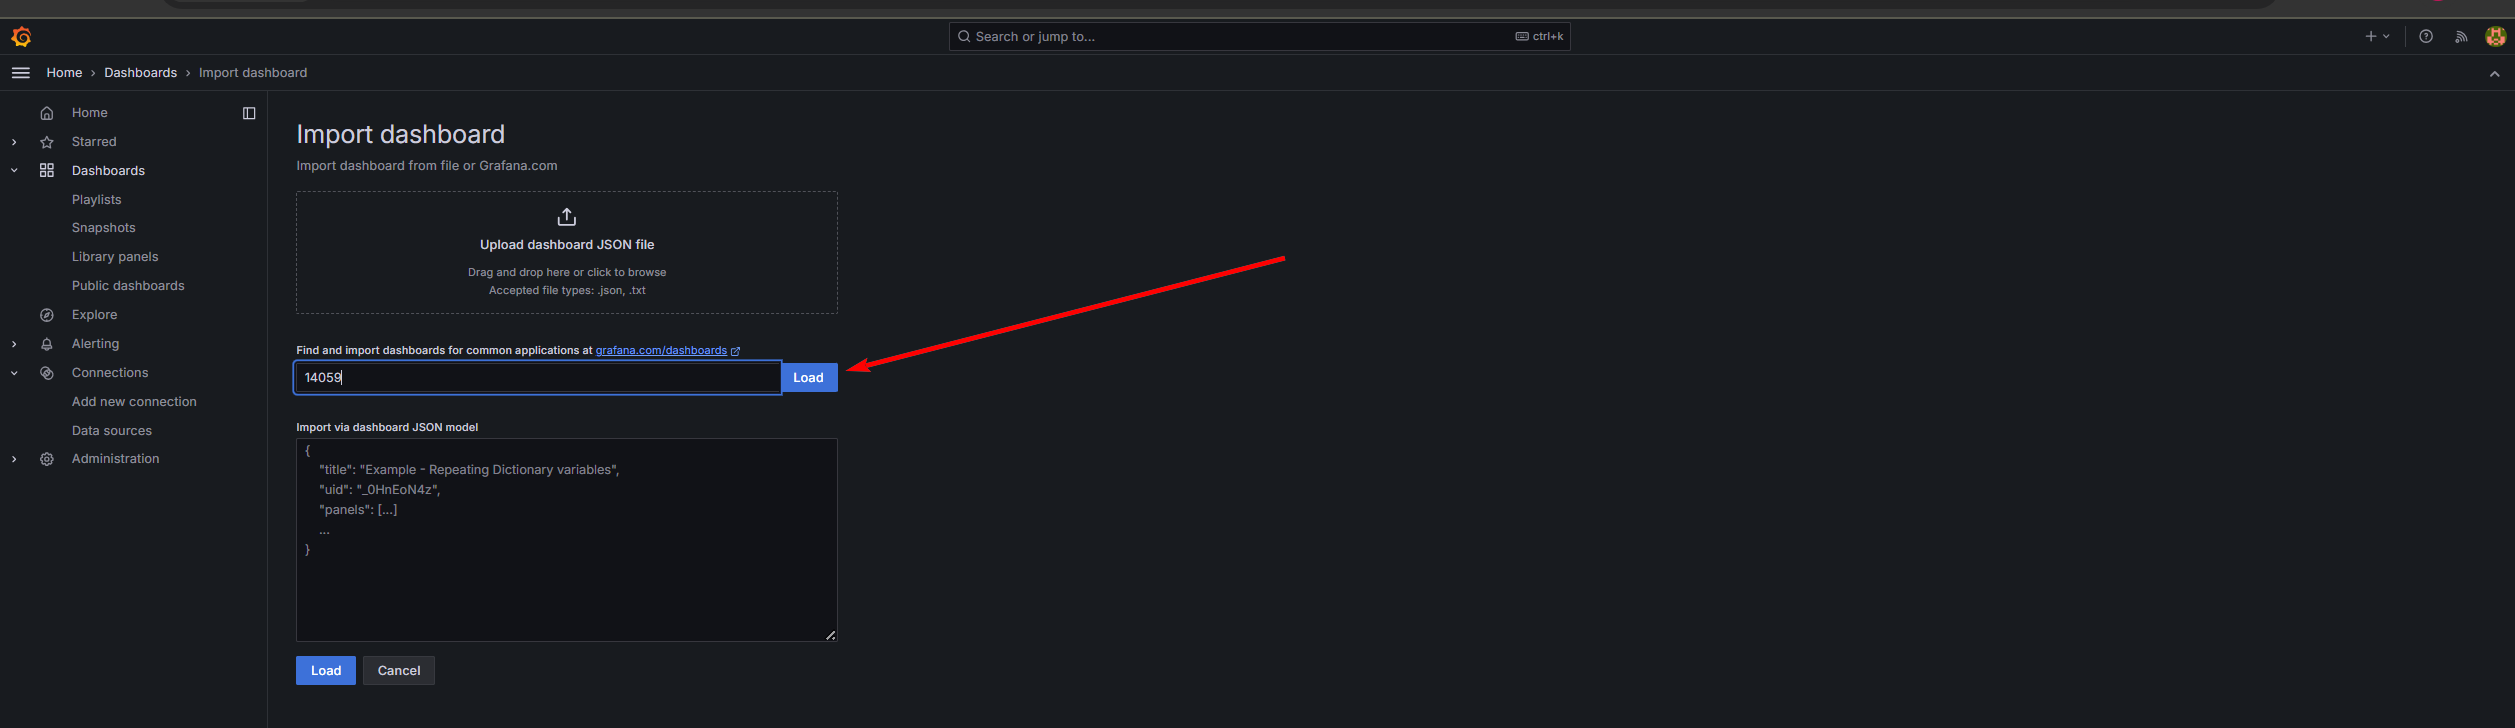 Search or jump to...
ctrl+k
Home › Dashboards › Import dashboard
Home
Starred
Dashboards
Playlists
Snapshots
Library panels
Public dashboards
Explore
Alerting
Connections
Add new connection
Data sources
Administration
Import dashboard
Import dashboard from file or Grafana.com
Upload dashboard JSON file
Drag and drop here or click to browse
Accepted file types: .json, .txt
Find and import dashboards for common applications at grafana.com/dashboards
14059
Load
Import via dashboard JSON model
{
"title": "Example - Repeating Dictionary variables",
"uid": "_0HnEoN4z",
"panels": [...]
...
}
Load
Cancel